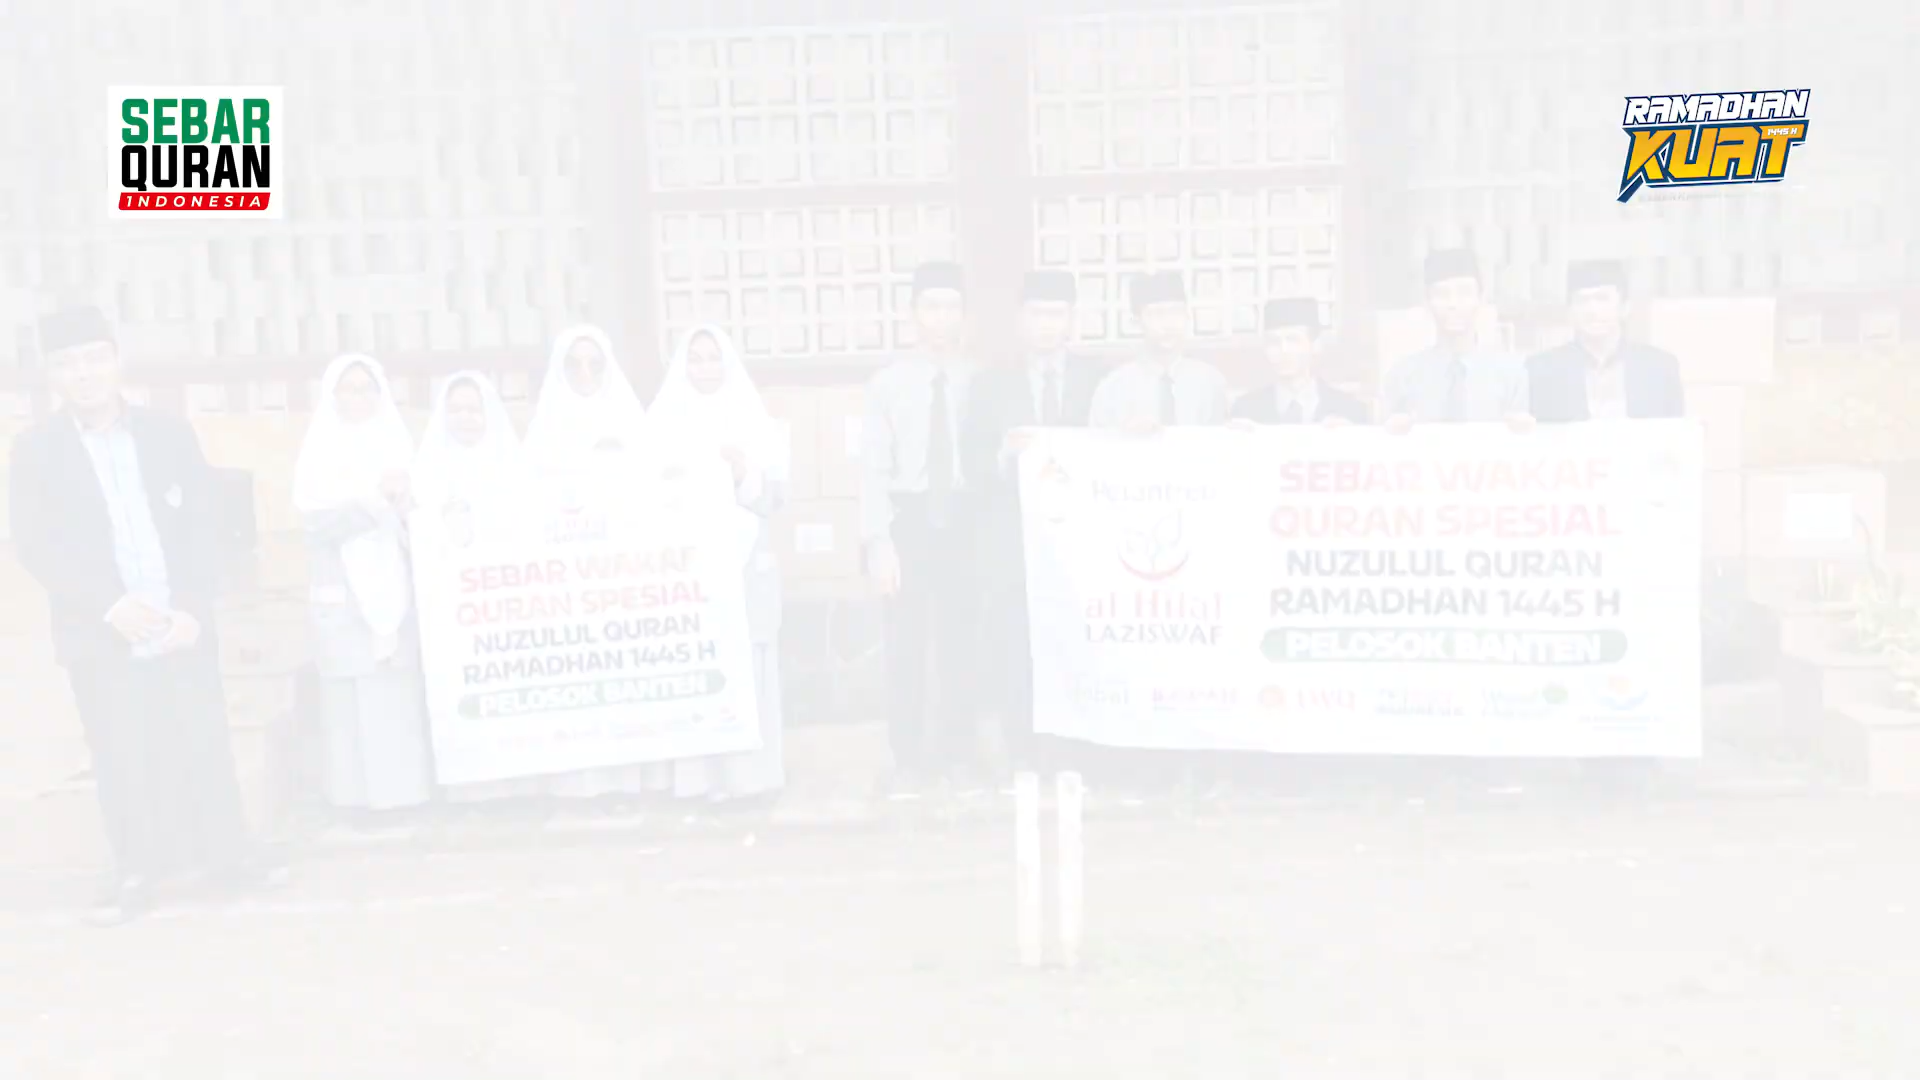 SEBAR
QURAN
INDONESIA
RAMADHAN
KUAT
1445 H
SEBAR WAKAF
QURAN SPESIAL
NUZULUL QURAN
RAMADHAN 1445 H
PELOSOK BANTEN
Pesantren
al Hilal
LAZISWAF
SEBAR WAKAF
QURAN SPESIAL
NUZULUL QURAN
RAMADHAN 1445 H
PELOSOK BANTEN